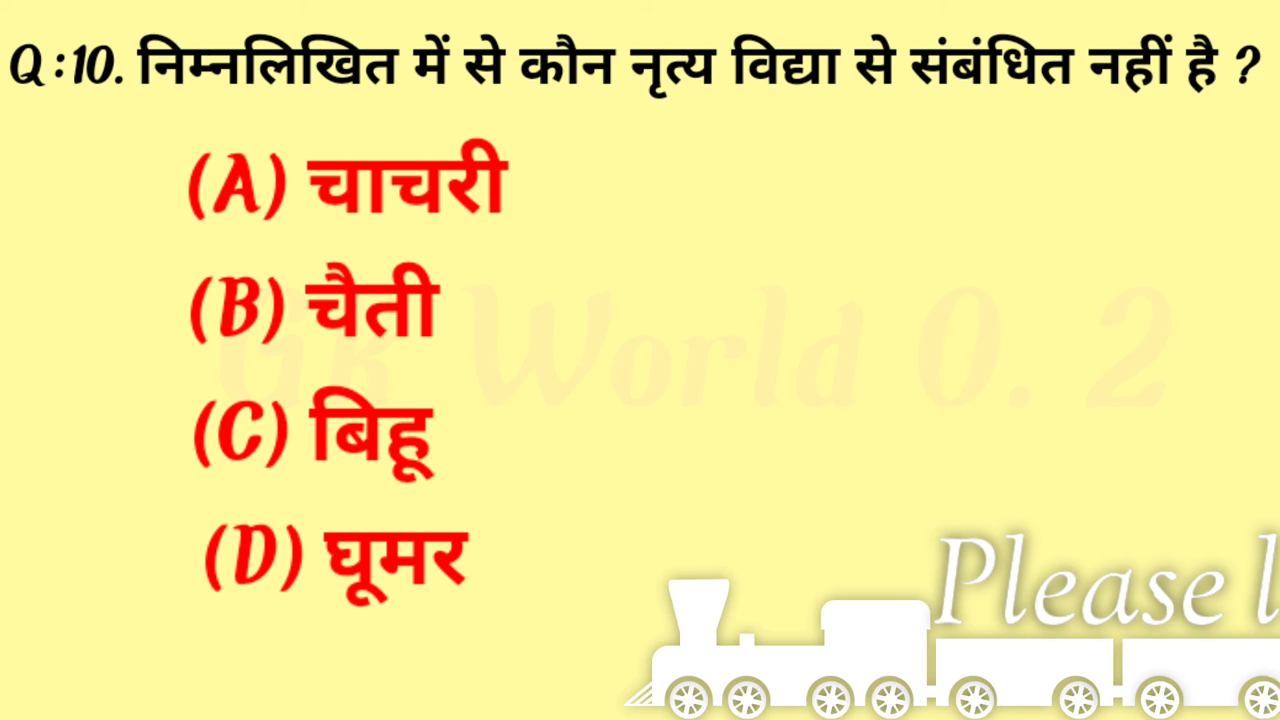 Q:10. निम्नलिखित में से कौन नृत्य विद्या से संबंधित नहीं है ?
(A) चाचरी
(B) चैती
GK World 0. 2
(C) बिहू
(D) घूमर
Please